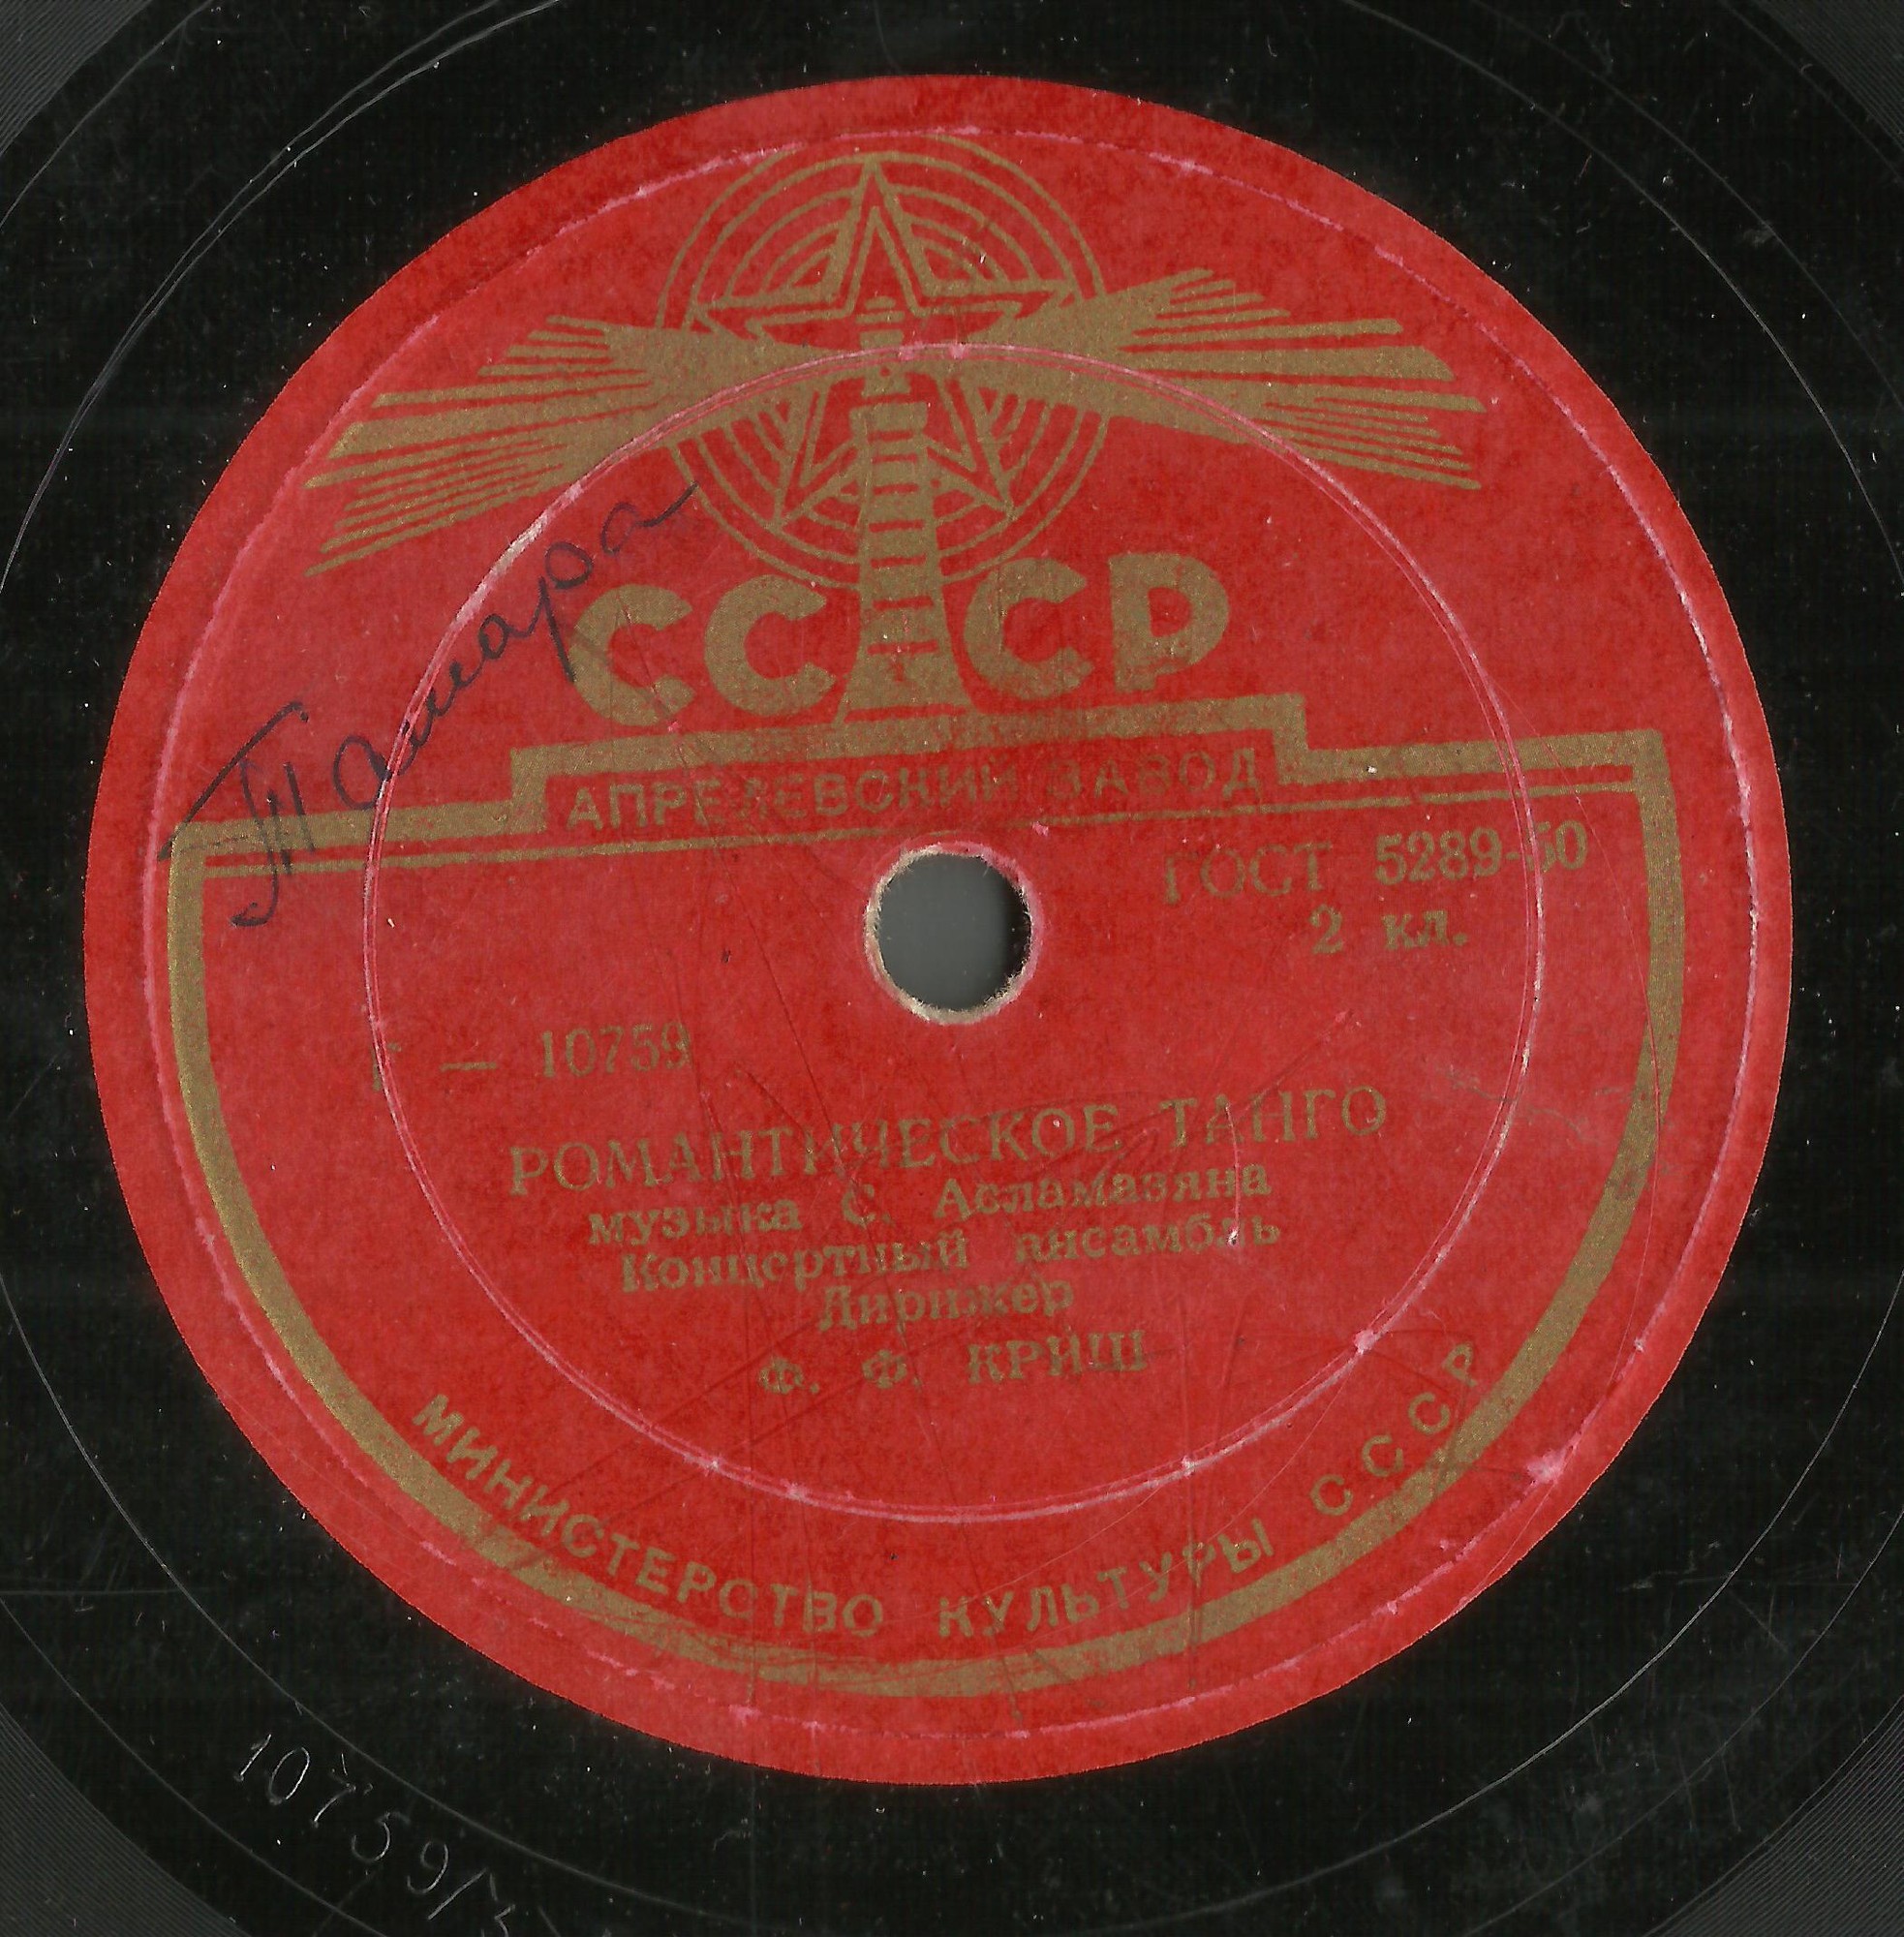 СССР
Тамара
АПРЕЛЕВСКИЙ ЗАВОД
ГОСТ 5289-50
2 кл.
Г — 10759
РОМАНТИЧЕСКОЕ ТАНГО
музыка С. Асламазяна
Концертный ансамбль
Дирижер
Ф. Ф. КРИШ
МИНИСТЕРСТВО КУЛЬТУРЫ СССР
10759